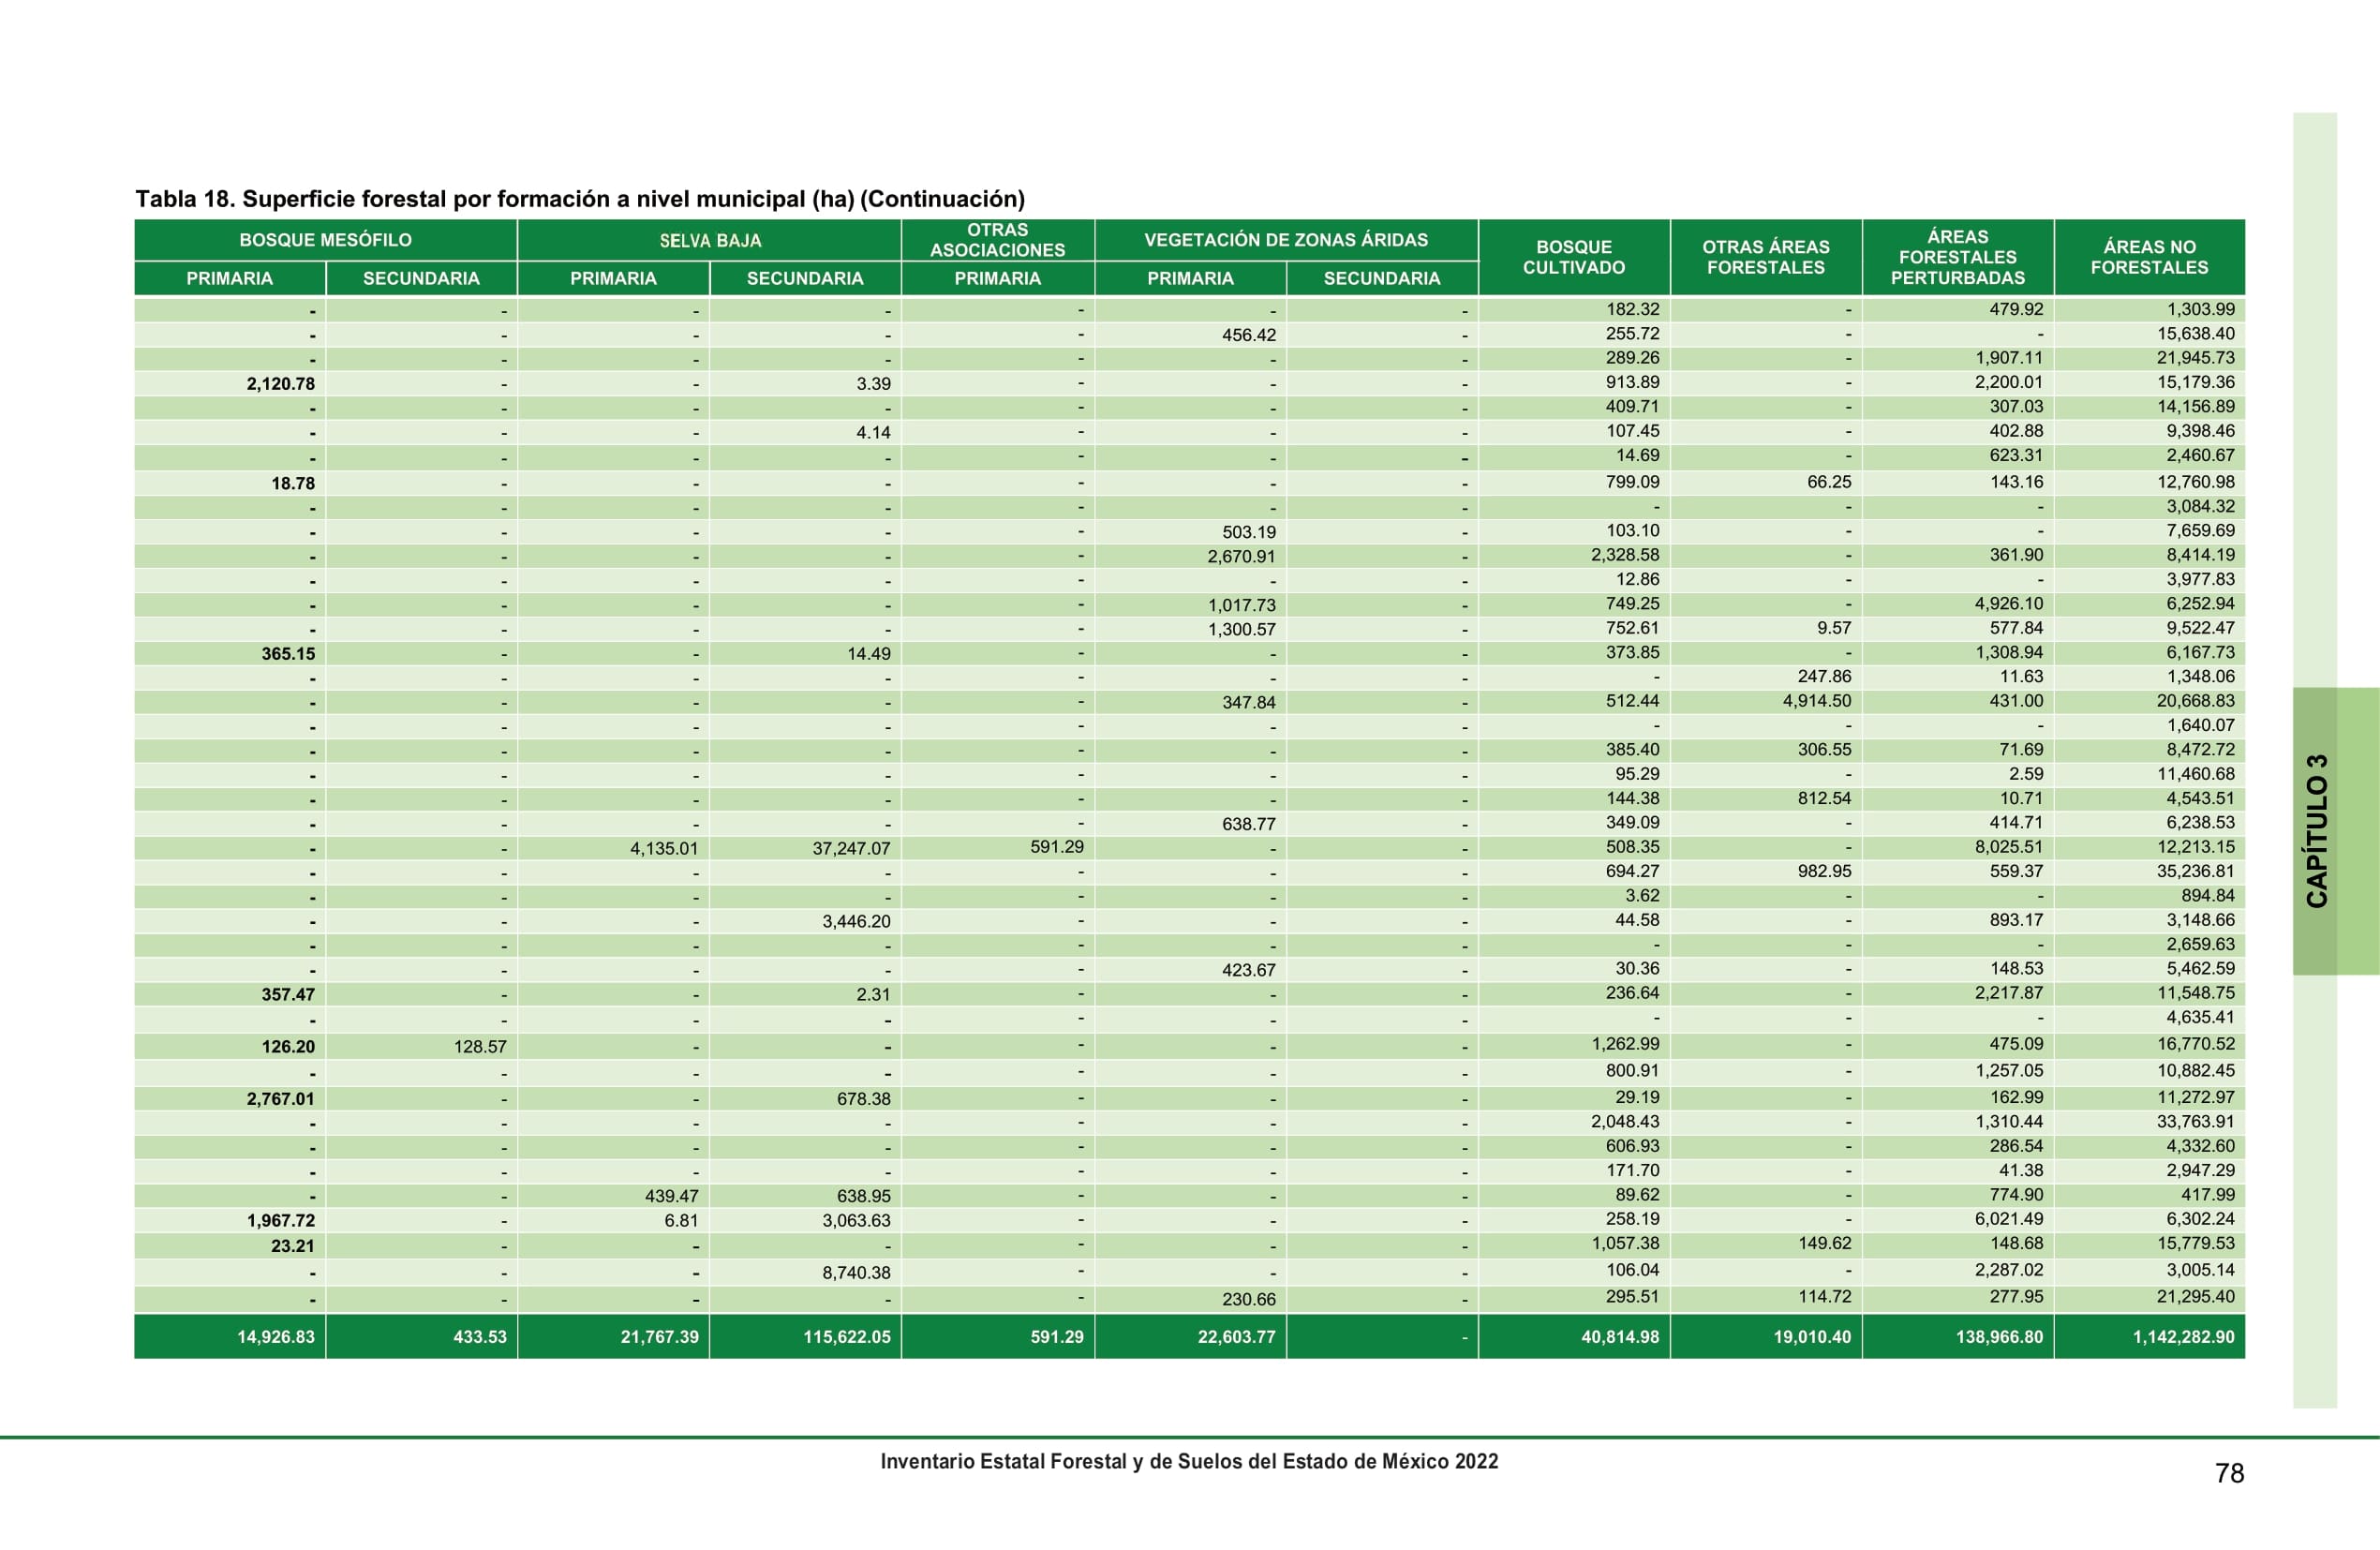 Tabla 18. Superficie forestal por formación a nivel municipal (ha) (Continuación)
BOSQUE MESÓFILO SELVA BAJA OTRAS ASOCIACIONES VEGETACIÓN DE ZONAS ÁRIDAS BOSQUE CULTIVADO OTRAS ÁREAS FORESTALES ÁREAS FORESTALES PERTURBADAS ÁREAS NO FORESTALES
PRIMARIA SECUNDARIA PRIMARIA SECUNDARIA PRIMARIA PRIMARIA SECUNDARIA
- - - - - - - 182.32 - 479.92 1,303.99
- - - - - 456.42 - 255.72 - - 15,638.40
- - - - - - - 289.26 - 1,907.11 21,945.73
2,120.78 - - 3.39 - - - 913.89 - 2,200.01 15,179.36
- - - - - - - 409.71 - 307.03 14,156.89
- - - 4.14 - - - 107.45 - 402.88 9,398.46
- - - - - - - 14.69 - 623.31 2,460.67
18.78 - - - - - - 799.09 66.25 143.16 12,760.98
- - - - - - - - - - 3,084.32
- - - - - 503.19 - 103.10 - - 7,659.69
- - - - - 2,670.91 - 2,328.58 - 361.90 8,414.19
- - - - - - - 12.86 - - 3,977.83
- - - - - 1,017.73 - 749.25 - 4,926.10 6,252.94
- - - - - 1,300.57 - 752.61 9.57 577.84 9,522.47
365.15 - - 14.49 - - - 373.85 - 1,308.94 6,167.73
- - - - - - - - 247.86 11.63 1,348.06
- - - - - 347.84 - 512.44 4,914.50 431.00 20,668.83
- - - - - - - - - - 1,640.07
- - - - - - - 385.40 306.55 71.69 8,472.72
- - - - - - - 95.29 - 2.59 11,460.68
- - - - - - - 144.38 812.54 10.71 4,543.51
- - - - - 638.77 - 349.09 - 414.71 6,238.53
- - 4,135.01 37,247.07 591.29 - - 508.35 - 8,025.51 12,213.15
- - - - - - - 694.27 982.95 559.37 35,236.81
- - - - - - - 3.62 - - 894.84
- - - 3,446.20 - - - 44.58 - 893.17 3,148.66
- - - - - - - - - - 2,659.63
- - - - - 423.67 - 30.36 - 148.53 5,462.59
357.47 - - 2.31 - - - 236.64 - 2,217.87 11,548.75
- - - - - - - - - - 4,635.41
126.20 128.57 - - - - - 1,262.99 - 475.09 16,770.52
- - - - - - - 800.91 - 1,257.05 10,882.45
2,767.01 - - 678.38 - - - 29.19 - 162.99 11,272.97
- - - - - - - 2,048.43 - 1,310.44 33,763.91
- - - - - - - 606.93 - 286.54 4,332.60
- - - - - - - 171.70 - 41.38 2,947.29
- - 439.47 638.95 - - - 89.62 - 774.90 417.99
1,967.72 - 6.81 3,063.63 - - - 258.19 - 6,021.49 6,302.24
23.21 - - - - - - 1,057.38 149.62 148.68 15,779.53
- - - 8,740.38 - - - 106.04 - 2,287.02 3,005.14
- - - - - 230.66 - 295.51 114.72 277.95 21,295.40
14,926.83 433.53 21,767.39 115,622.05 591.29 22,603.77 - 40,814.98 19,010.40 138,966.80 1,142,282.90
CAPÍTULO 3
Inventario Estatal Forestal y de Suelos del Estado de México 2022
78